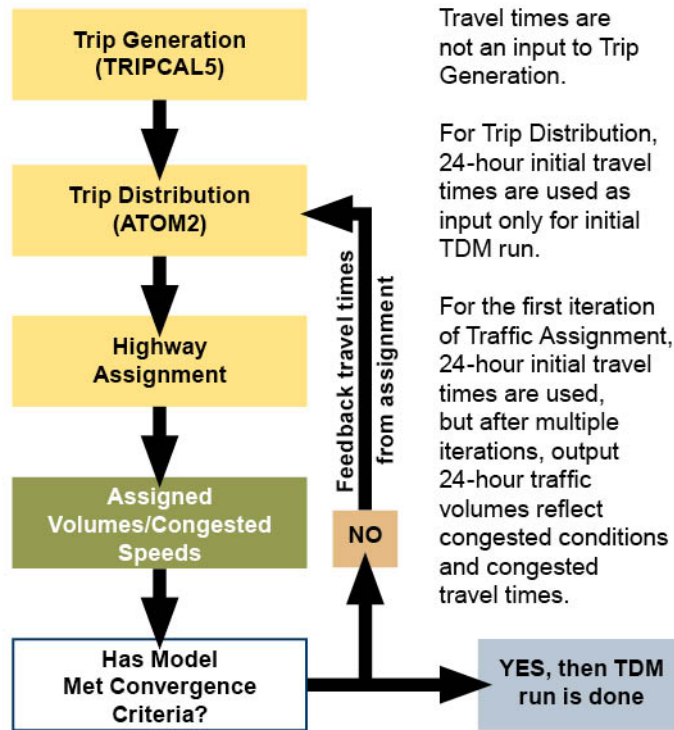 Trip Generation
(TRIPCAL5)
Trip Distribution
(ATOM2)
Highway
Assignment
Assigned
Volumes/Congested
Speeds
Has Model
Met Convergence
Criteria?
NO
Feedback travel times
from assignment
YES, then TDM
run is done
Travel times are
not an input to Trip
Generation.
For Trip Distribution,
24-hour initial travel
times are used as
input only for initial
TDM run.
For the first iteration
of Traffic Assignment,
24-hour initial travel
times are used,
but after multiple
iterations, output
24-hour traffic
volumes reflect
congested conditions
and congested
travel times.